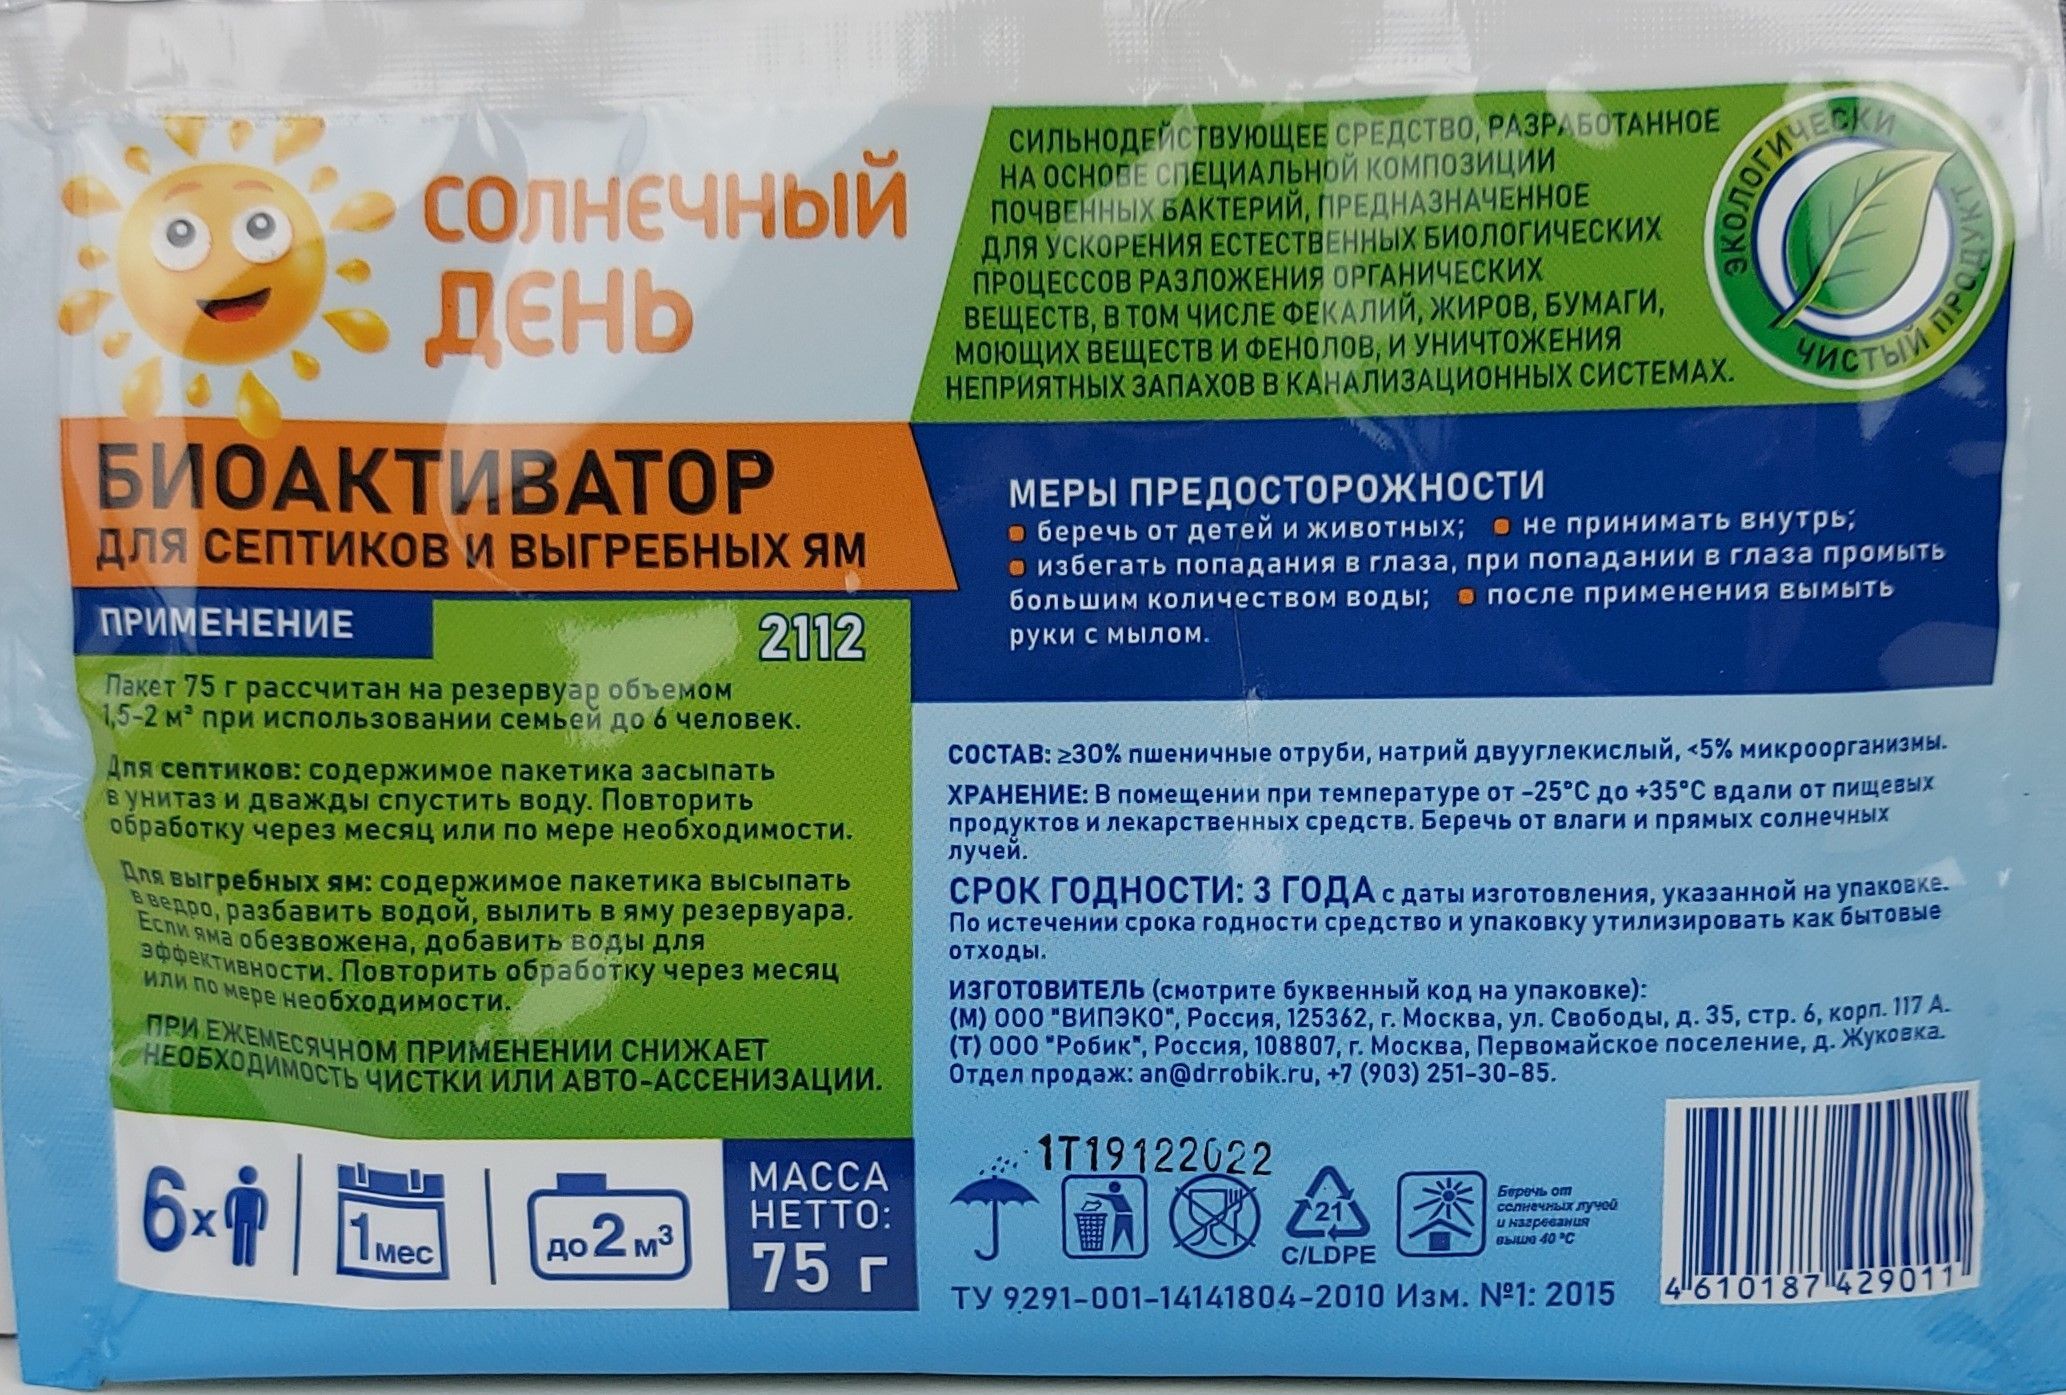 СОЛНЕЧНЫЙ
ДЕНЬ
БИОАКТИВАТОР
ДЛЯ СЕПТИКОВ И ВЫГРЕБНЫХ ЯМ
ПРИМЕНЕНИЕ
2112
Пакет 75 г рассчитан на резервуар объемом
1,5-2 м³ при использовании семьей до 6 человек.
Для септиков: содержимое пакетика засыпать
в унитаз и дважды спустить воду. Повторить
обработку через месяц или по мере необходимости.
Для выгребных ям: содержимое пакетика высыпать
в ведро, разбавить водой, вылить в яму резервуара.
Если яма обезвожена, добавить воды для
эффективности. Повторить обработку через месяц
или по мере необходимости.
ПРИ ЕЖЕМЕСЯЧНОМ ПРИМЕНЕНИИ СНИЖАЕТ
НЕОБХОДИМОСТЬ ЧИСТКИ ИЛИ АВТО-АССЕНИЗАЦИИ.
6х
1 мес
до 2 м³
МАССА
НЕТТО:
75 г
СИЛЬНОДЕЙСТВУЮЩЕЕ СРЕДСТВО, РАЗРАБОТАННОЕ
НА ОСНОВЕ СПЕЦИАЛЬНОЙ КОМПОЗИЦИИ
ПОЧВЕННЫХ БАКТЕРИЙ, ПРЕДНАЗНАЧЕННОЕ
ДЛЯ УСКОРЕНИЯ ЕСТЕСТВЕННЫХ БИОЛОГИЧЕСКИХ
ПРОЦЕССОВ РАЗЛОЖЕНИЯ ОРГАНИЧЕСКИХ
ВЕЩЕСТВ, В ТОМ ЧИСЛЕ ФЕКАЛИЙ, ЖИРОВ, БУМАГИ,
МОЮЩИХ ВЕЩЕСТВ И ФЕНОЛОВ, И УНИЧТОЖЕНИЯ
НЕПРИЯТНЫХ ЗАПАХОВ В КАНАЛИЗАЦИОННЫХ СИСТЕМАХ.
ЭКОЛОГИЧЕСКИ
ЧИСТЫЙ ПРОДУКТ
МЕРЫ ПРЕДОСТОРОЖНОСТИ
беречь от детей и животных; не принимать внутрь;
избегать попадания в глаза, при попадании в глаза промыть
большим количеством воды; после применения вымыть
руки с мылом.
СОСТАВ: ≥30% пшеничные отруби, натрий двууглекислый, <5% микроорганизмы.
ХРАНЕНИЕ: В помещении при температуре от -25°С до +35°С вдали от пищевых
продуктов и лекарственных средств. Беречь от влаги и прямых солнечных
лучей.
СРОК ГОДНОСТИ: 3 ГОДА с даты изготовления, указанной на упаковке.
По истечении срока годности средство и упаковку утилизировать как бытовые
отходы.
ИЗГОТОВИТЕЛЬ (смотрите буквенный код на упаковке):
(М) ООО "ВИПЭКО", Россия, 125362, г. Москва, ул. Свободы, д. 35, стр. 6, корп. 117 А.
(Т) ООО "Робик", Россия, 108807, г. Москва, Первомайское поселение, д. Жуковка.
Отдел продаж: an@drrobik.ru, +7 (903) 251-30-85.
1Т19122022
21
C/LDPE
Беречь от
солнечных лучей
и нагревания
выше 40 °С
ТУ 9291-001-14141804-2010 Изм. №1: 2015
4 610187 429011